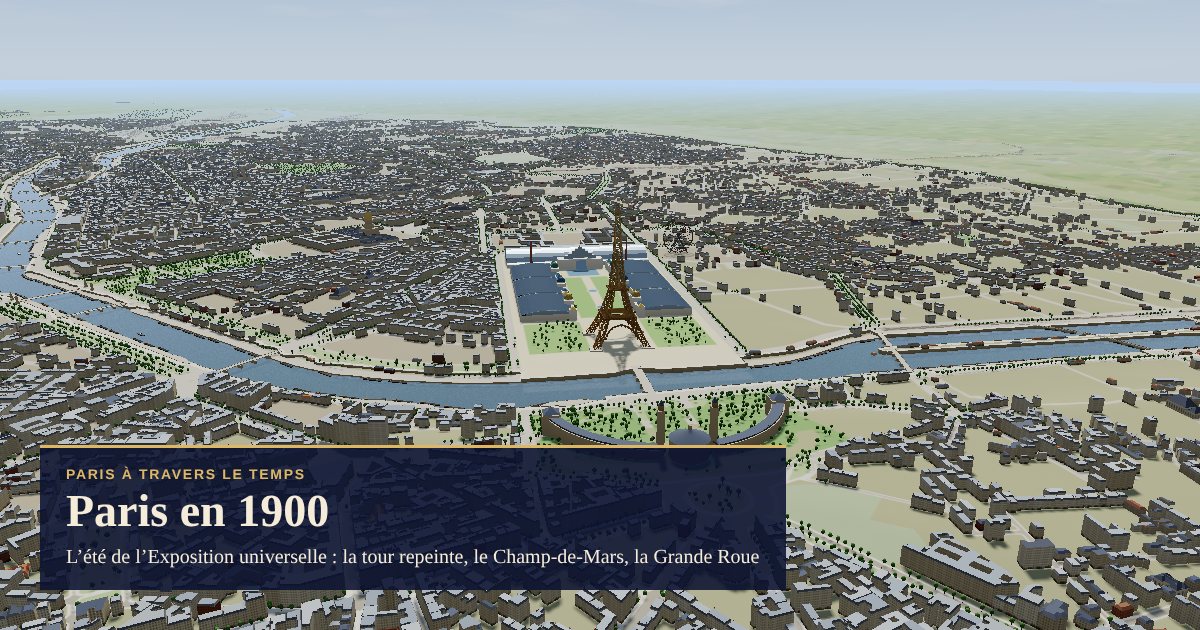 PARIS À TRAVERS LE TEMPS
Paris en 1900
L’été de l’Exposition universelle : la tour repeinte, le Champ-de-Mars, la Grande Roue